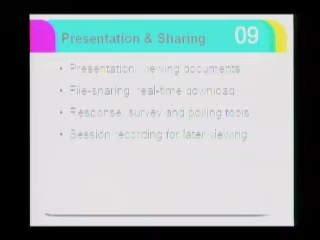 Presentation & Sharing 09
• Presentation: viewing documents
• File-sharing: real-time download
• Response: survey and polling tools
• Session recording for later viewing